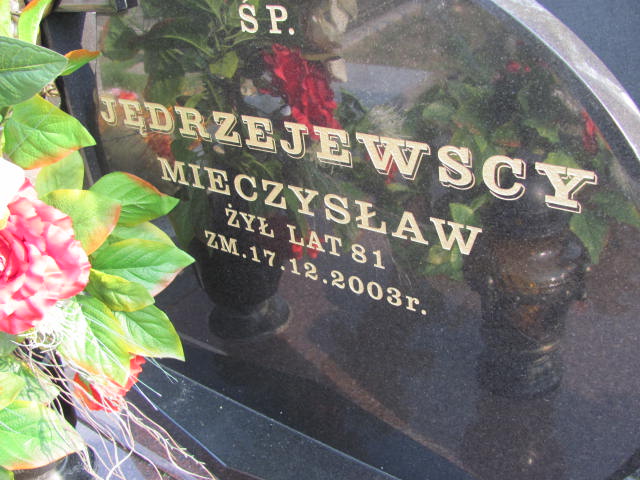 ŚP.
JĘDRZEJEWSCY
MIECZYSŁAW
ŻYŁ LAT 81
ZM. 17.12.2003r.